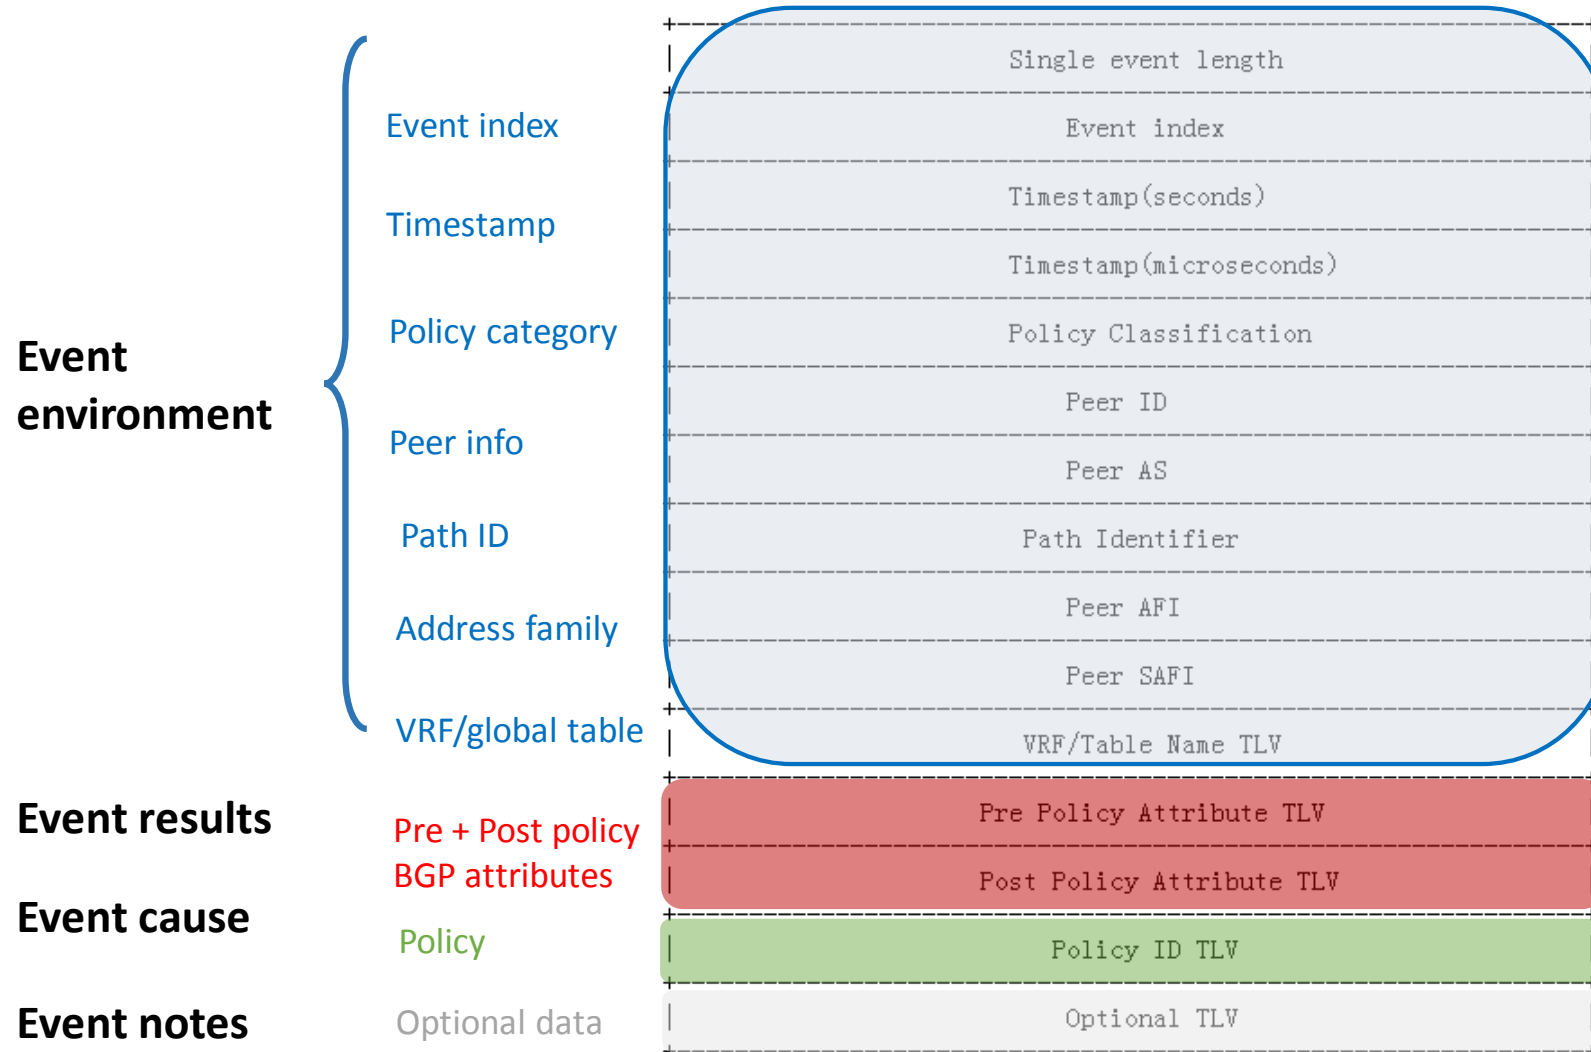 Single event length
Event index
Event index
Timestamp(seconds)
Timestamp
Timestamp(microseconds)
Policy category
Policy Classification
Event
environment
Peer ID
Peer info
Peer AS
Path ID
Path Identifier
Address family
Peer AFI
Peer SAFI
VRF/global table
VRF/Table Name TLV
Event results
Pre + Post policy
BGP attributes
Pre Policy Attribute TLV
Post Policy Attribute TLV
Event cause
Policy
Policy ID TLV
Event notes
Optional data
Optional TLV